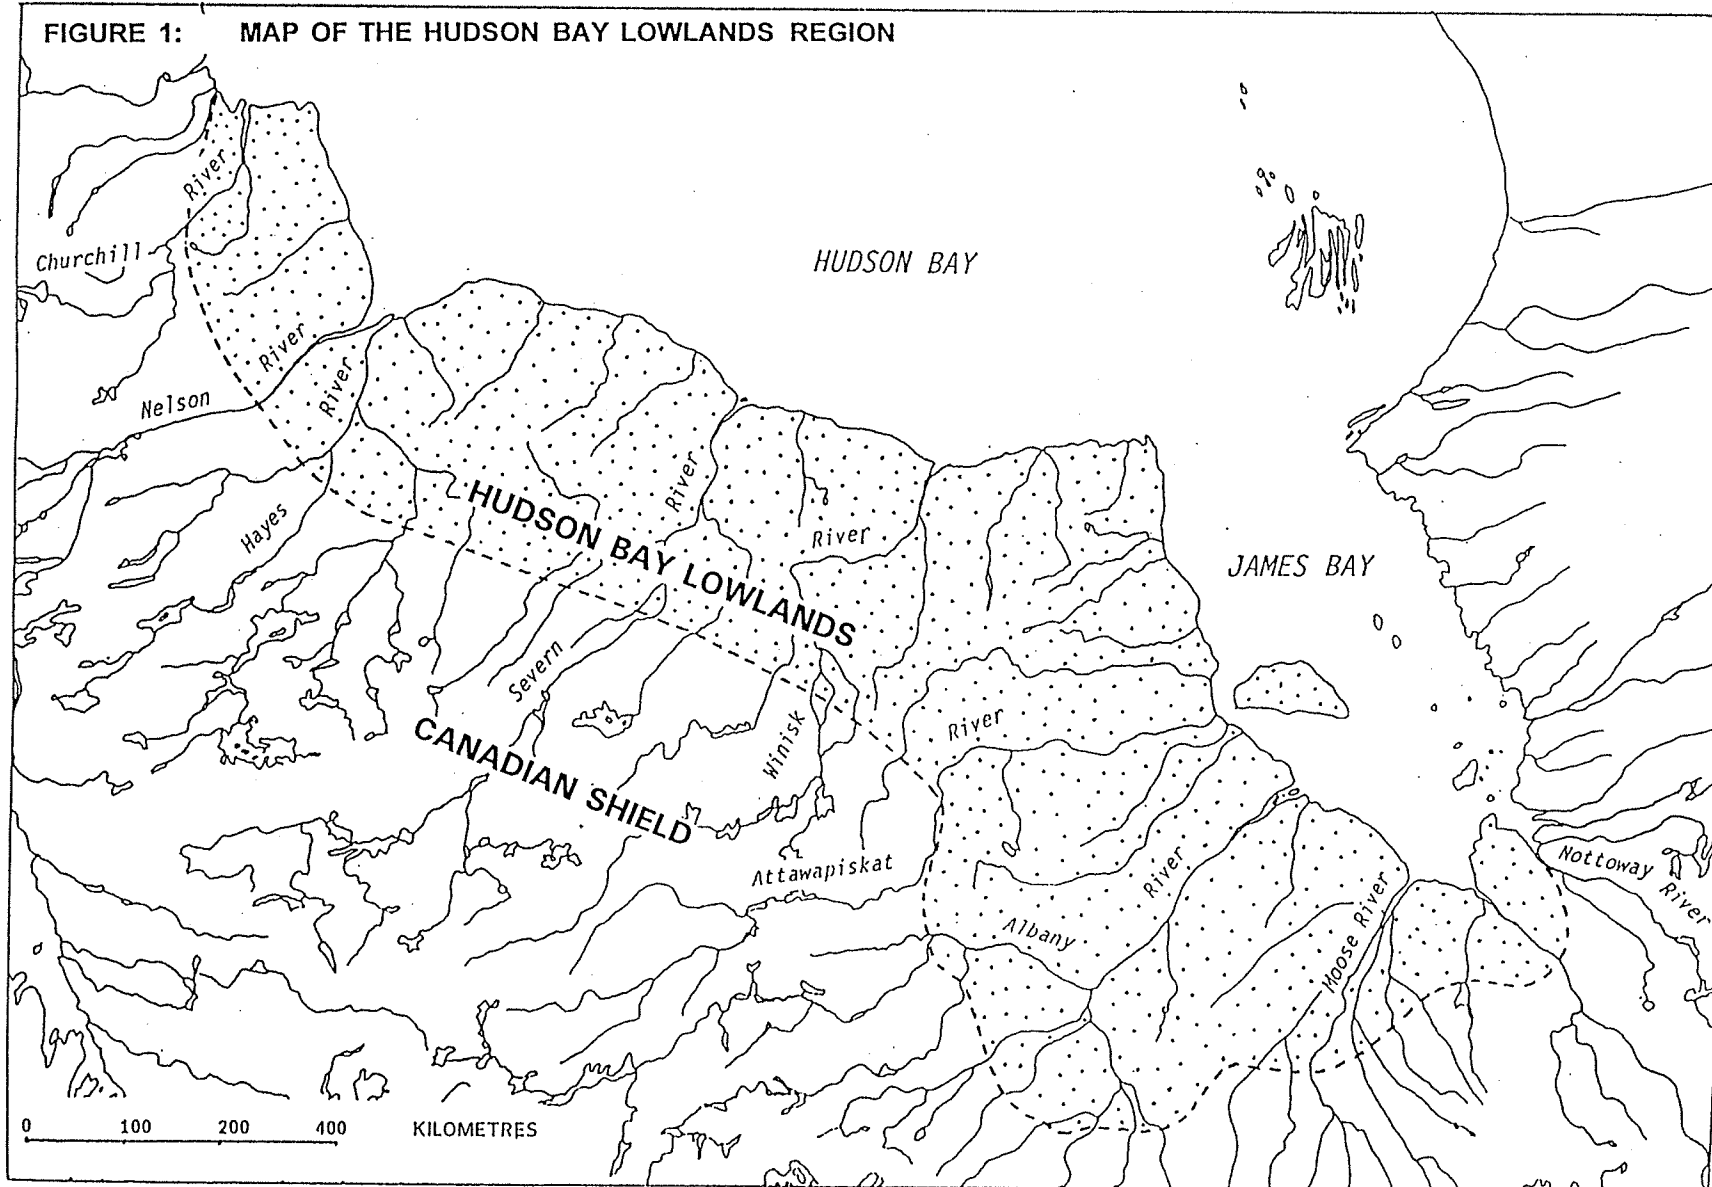 FIGURE 1: MAP OF THE HUDSON BAY LOWLANDS REGION
River
Churchill
HUDSON BAY
River
River
Nelson
River
Hayes
HUDSON BAY LOWLANDS
River
JAMES BAY
Severn
CANADIAN SHIELD
Winisk
River
Attawapiskat
River
Albany
Moose River
Nottoway River
0 100 200 400 KILOMETRES